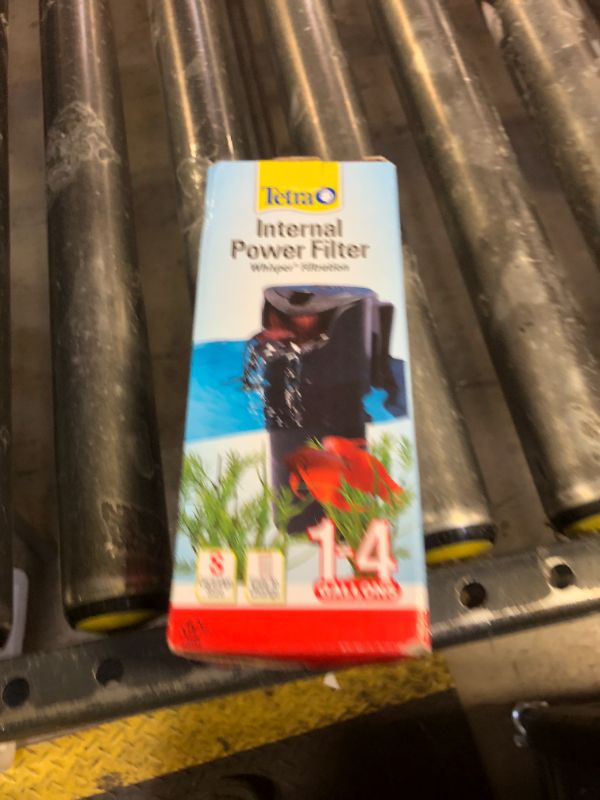 Tetra
Internal
Power Filter
Whisper® Filtration
S
1-4
GALLONS